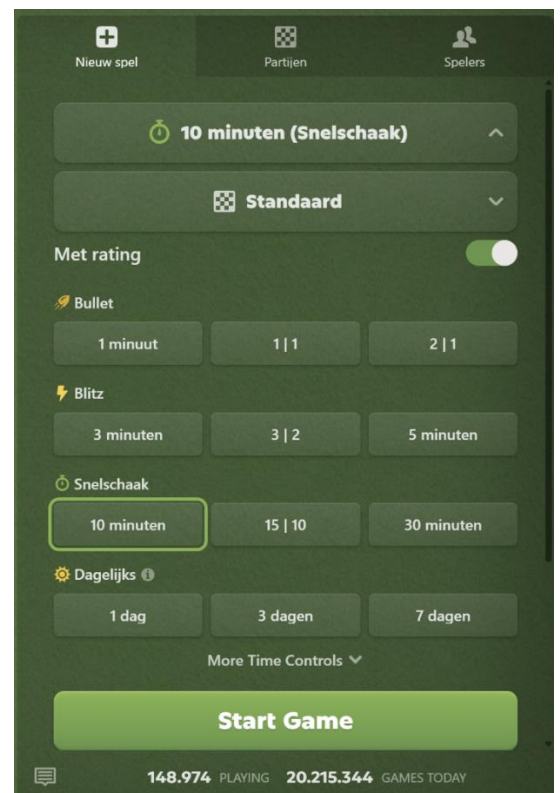 Nieuw spel Partijen Spelers
10 minuten (Snelschaak)
Standaard
Met rating
Bullet
1 minuut 1 | 1 2 | 1
Blitz
3 minuten 3 | 2 5 minuten
Snelschaak
10 minuten 15 | 10 30 minuten
Dagelijks
1 dag 3 dagen 7 dagen
More Time Controls
Start Game
148.974 PLAYING 20.215.344 GAMES TODAY